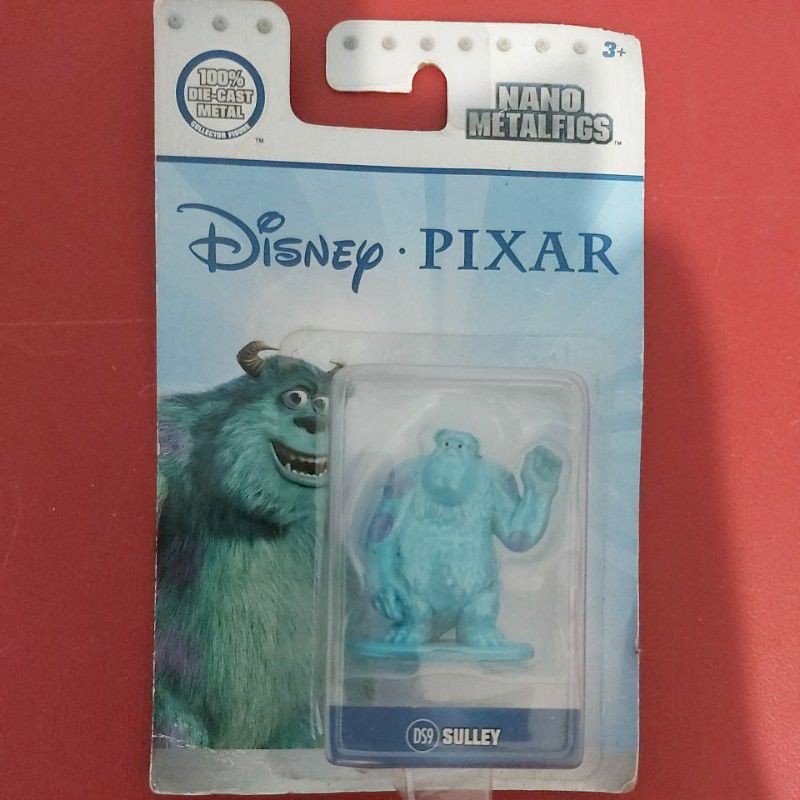 3+
100%
DIE-CAST
METAL
COLLECTOR FIGURE
TM
NANO
METALFIGS
TM
Disney · PIXAR
DS9 SULLEY